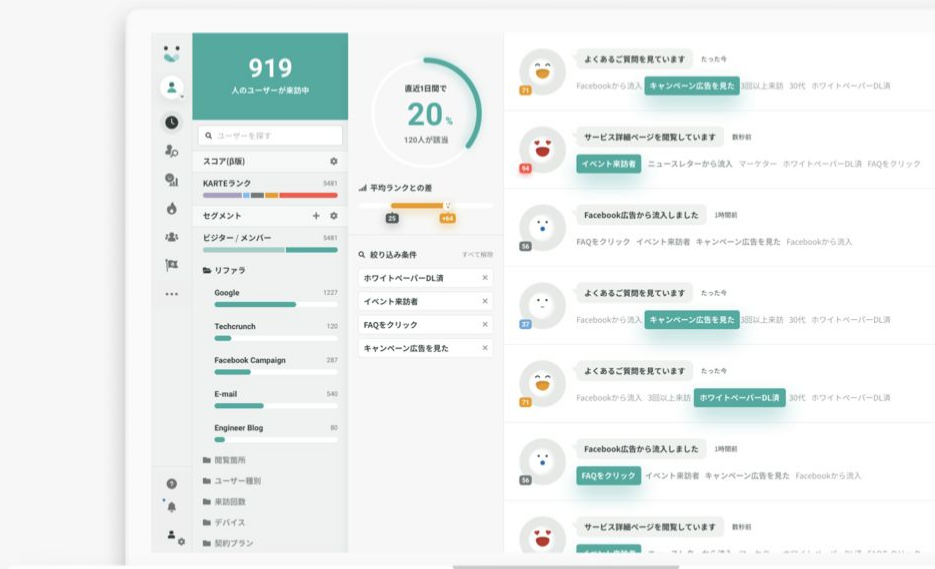 919
人のユーザーが来訪中
ユーザーを探す
スコア(β版)
KARTEランク 5481
セグメント
ビジター / メンバー 5481
リファラ
Google 1227
Techcrunch 120
Facebook Campaign 287
E-mail 540
Engineer Blog 80
閲覧箇所
ユーザー種別
来訪回数
デバイス
契約プラン
直近1日間で
20%
120人が該当
平均ランクとの差
25 +64
絞り込み条件 すべて解除
ホワイトペーパーDL済 ×
イベント来訪者 ×
FAQをクリック ×
キャンペーン広告を見た ×
よくあるご質問を見ています たった今
71
Facebookから流入 キャンペーン広告を見た 3回以上来訪 30代 ホワイトペーパーDL済
サービス詳細ページを閲覧しています 数秒前
94
イベント来訪者 ニュースレターから流入 マーケター ホワイトペーパーDL済 FAQをクリック
Facebook広告から流入しました 1時間前
56
FAQをクリック イベント来訪者 キャンペーン広告を見た Facebookから流入
よくあるご質問を見ています たった今
37
Facebookから流入 キャンペーン広告を見た 3回以上来訪 30代 ホワイトペーパーDL済
よくあるご質問を見ています たった今
71
Facebookから流入 3回以上来訪 ホワイトペーパーDL済 30代 ホワイトペーパーDL済
Facebook広告から流入しました 1時間前
56
FAQをクリック イベント来訪者 キャンペーン広告を見た Facebookから流入
サービス詳細ページを閲覧しています 数秒前